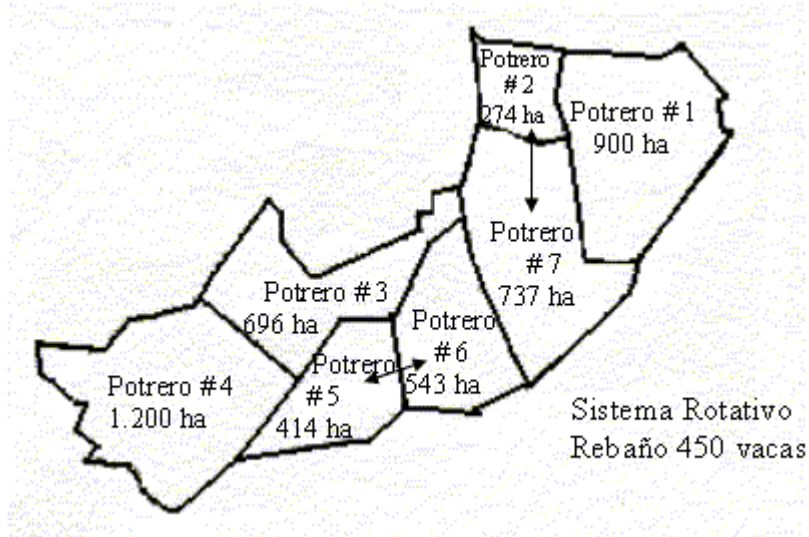 Potrero
#2
274 ha
Potrero #1
900 ha
Potrero
#7
737 ha
Potrero #3
696 ha
Potrero
#6
543 ha
Potrero
#5
414 ha
Potrero #4
1.200 ha
Sistema Rotativo
Rebaño 450 vacas